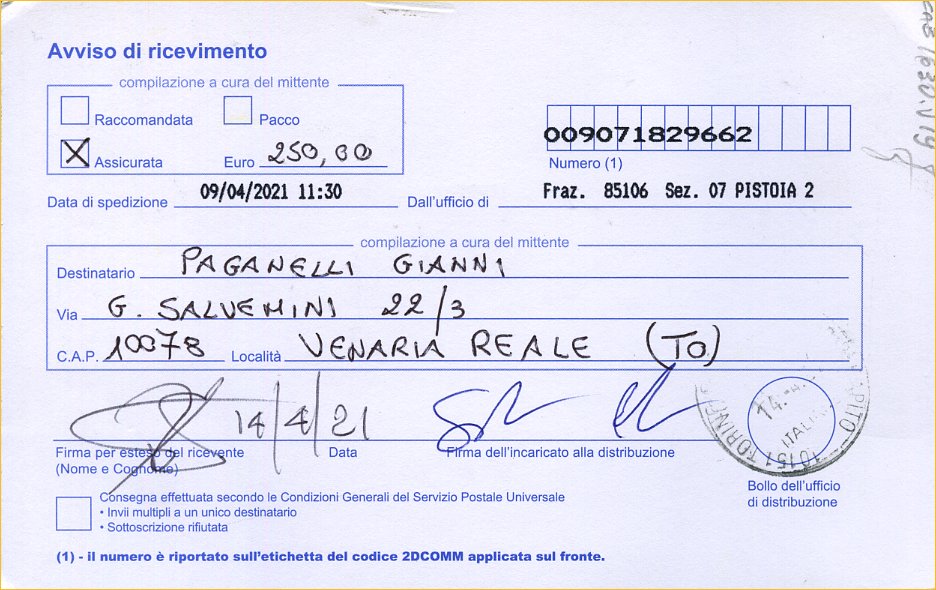 Avviso di ricevimento
compilazione a cura del mittente
Raccomandata Pacco
X Assicurata Euro 250,00
009071829662
Numero (1)
Data di spedizione 09/04/2021 11:30 Dall'ufficio di Fraz. 85106 Sez. 07 PISTOIA 2
compilazione a cura del mittente
Destinatario PAGANELLI GIANNI
Via G. SALVEMINI 22/3
C.A.P. 10078 Località VENARIA REALE (TO)
14/4/21
Firma per esteso del ricevente Data Firma dell'incaricato alla distribuzione
(Nome e Cognome)
10151 TORINO
ITALIA
Bollo dell'ufficio
di distribuzione
Consegna effettuata secondo le Condizioni Generali del Servizio Postale Universale
• Invii multipli a un unico destinatario
• Sottoscrizione rifiutata
(1) - il numero è riportato sull'etichetta del codice 2DCOMM applicata sul fronte.